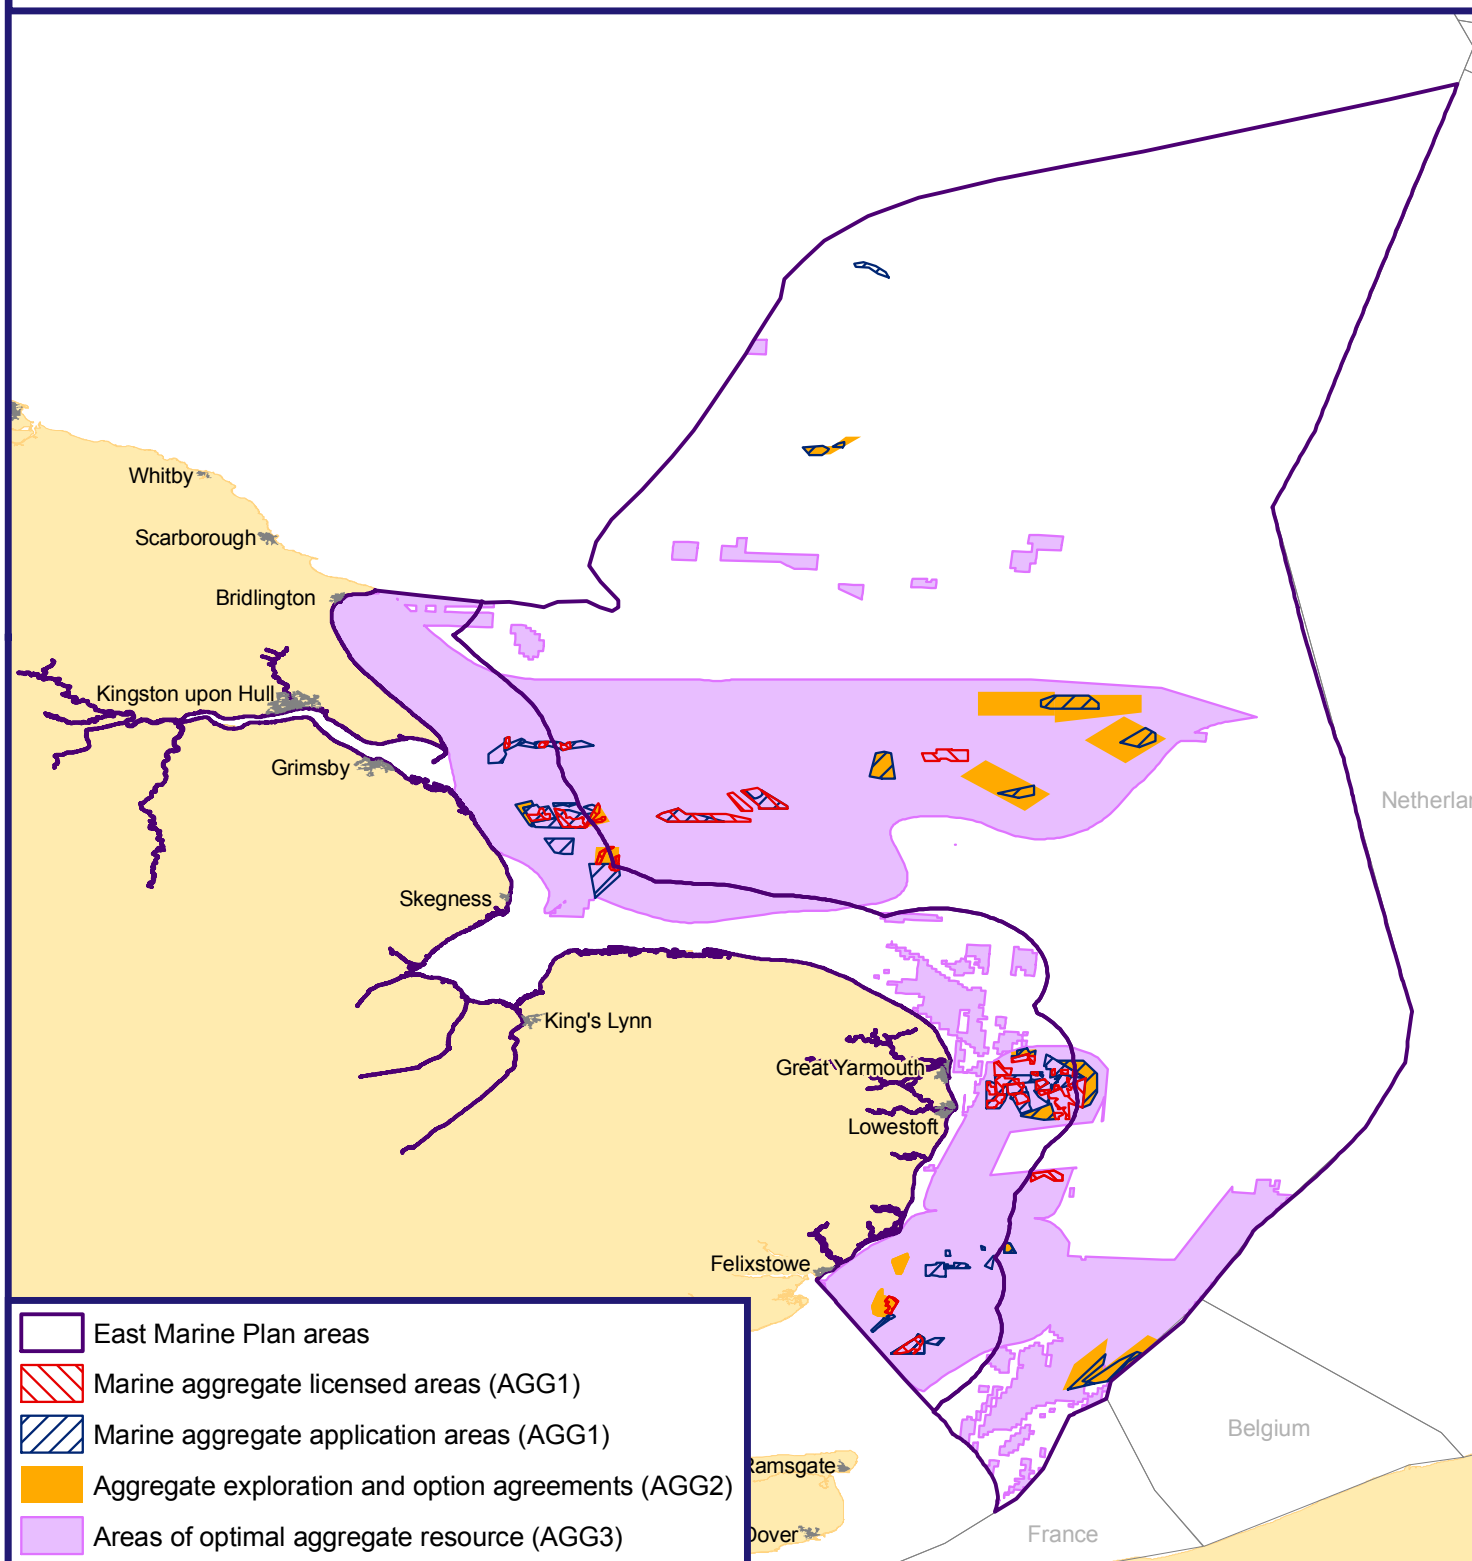 Whitby
Scarborough
Bridlington
Kingston upon Hull
Grimsby
Netherlan
Skegness
King's Lynn
Great Yarmouth
Lowestoft
Felixstowe
East Marine Plan areas
Marine aggregate licensed areas (AGG1)
Marine aggregate application areas (AGG1)
Belgium
Ramsgate
Aggregate exploration and option agreements (AGG2)
Dover
France
Areas of optimal aggregate resource (AGG3)